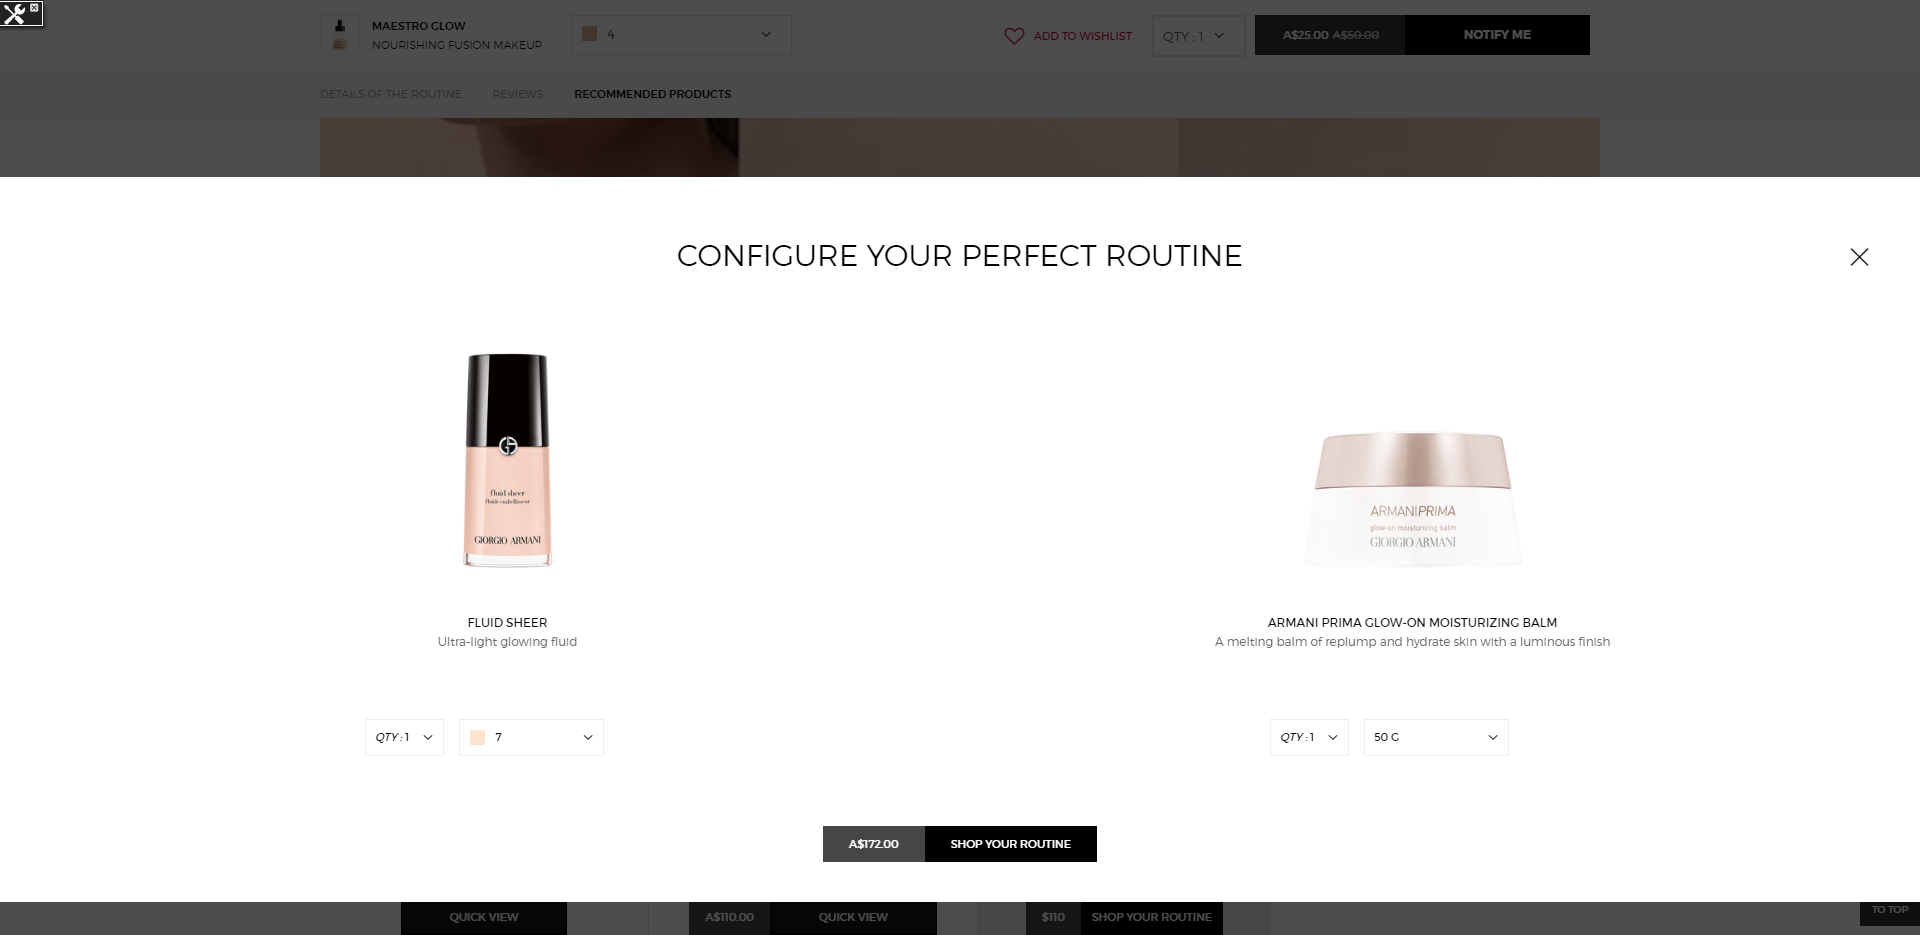 MAESTRO GLOW
NOURISHING FUSION MAKEUP
4
ADD TO WISHLIST
QTY : 1
A$25.00 A$50.00
NOTIFY ME
DETAILS OF THE ROUTINE
REVIEWS
RECOMMENDED PRODUCTS
CONFIGURE YOUR PERFECT ROUTINE
fluid sheer
fluide embellisseur
GIORGIO ARMANI
ARMANIPRIMA
glow-on moisturizing balm
GIORGIO ARMANI
FLUID SHEER
Ultra-light glowing fluid
ARMANI PRIMA GLOW-ON MOISTURIZING BALM
A melting balm of replump and hydrate skin with a luminous finish
QTY : 1
7
QTY : 1
50 G
A$172.00
SHOP YOUR ROUTINE
QUICK VIEW
A$110.00
QUICK VIEW
$110
SHOP YOUR ROUTINE
TO TOP